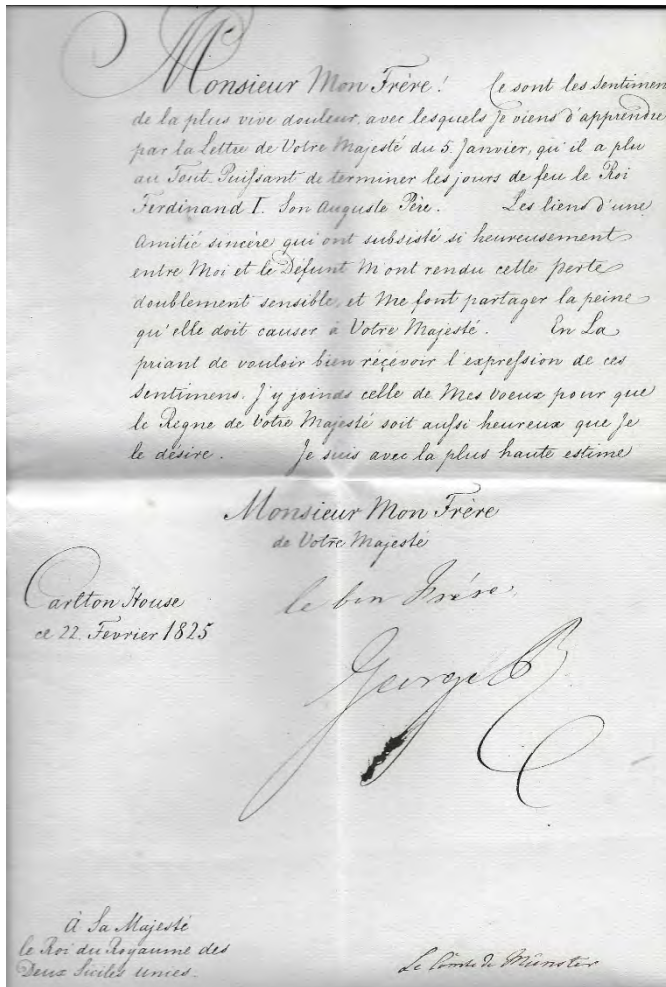 Monsieur Mon Frère! Ce sont les Sentimen
de la plus vive douleur, avec lesquels Je viens d'apprendre
par la Lettre de Votre Majesté du 5. Janvier, qu'il a plu
au Tout-Puissant de terminer les jours de feu le Roi
Ferdinand I. Son Auguste Père. Les liens d'une
Amitié sincère qui ont subsisté si heureusement
entre Moi et le Défunt M'ont rendu cette perte
doublement sensible, et Me font partager la peine
qu'elle doit causer à Votre Majesté. En La
priant de vouloir bien réçévoir l'expression de ces
Sentimens. J'y joinds celle de Mes voeux pour que
le Règne de Votre Majesté soit aussi heureux que Je
le désire. Je suis avec la plus haute estime
Monsieur Mon Frère
de Votre Majesté
le bon Frére,
Carlton House
ce 22. Fevrier 1825
George R
À Sa Majesté
le Roi du Royaume des
Deux Siciles unies.
Le Comte de Münster